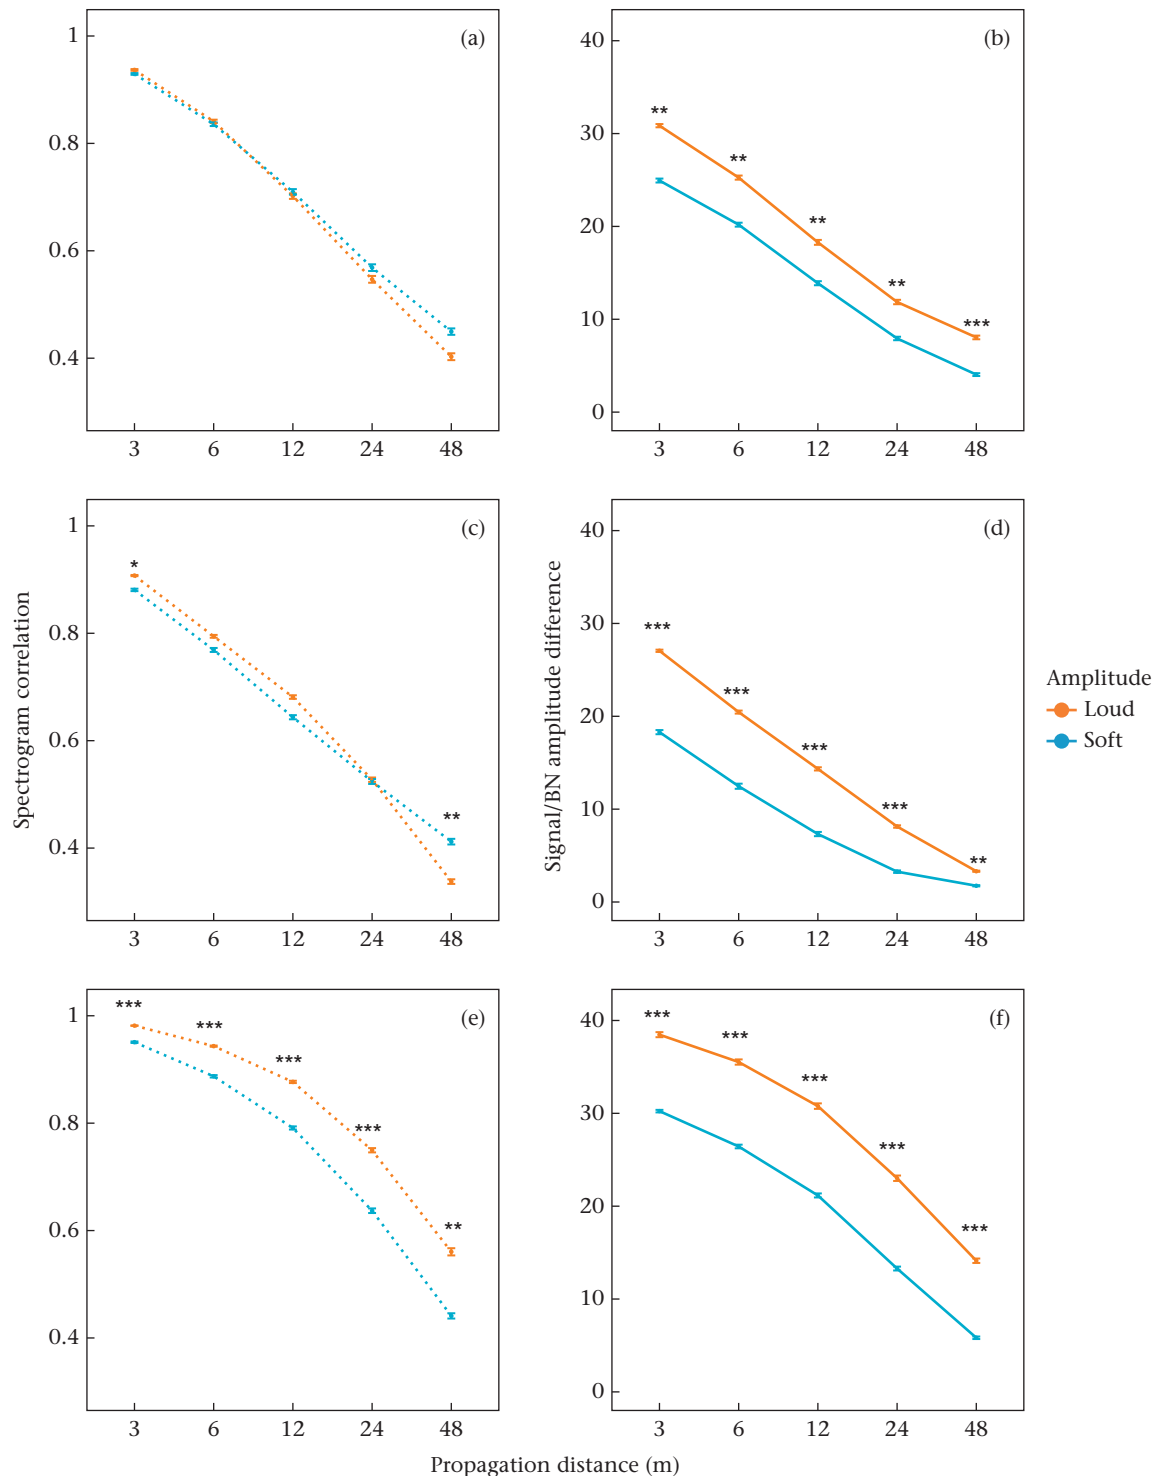 (a)
1
0.8
0.6
0.4
3 6 12 24 48
(b)
40
30
20
10
0
** ** ** ** ***
3 6 12 24 48
(c)
1
0.8
0.6
0.4
* **
3 6 12 24 48
(d)
40
30
20
10
0
*** *** *** *** **
3 6 12 24 48
(e)
1
0.8
0.6
0.4
*** *** *** *** **
3 6 12 24 48
(f)
40
30
20
10
0
*** *** *** *** ***
3 6 12 24 48
Spectrogram correlation
Signal/BN amplitude difference
Amplitude
Loud
Soft
Propagation distance (m)